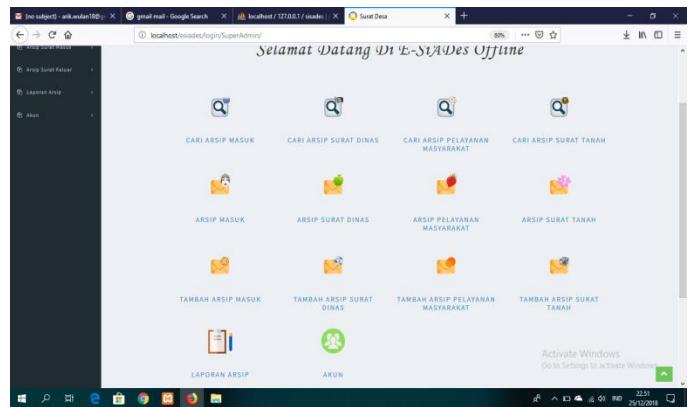 [no subject] - arik.wulan18@g
gmail mail - Google Search
localhost / 127.0.0.1 / sisades |
Surat Desa
localhost/esiades/login/SuperAdmin/
80%
Selamat Datang Di E-SiADes Offline
Arsip Surat Masuk
Arsip Surat Keluar
Laporan Arsip
Akun
CARI ARSIP MASUK
CARI ARSIP SURAT DINAS
CARI ARSIP PELAYANAN
MASYARAKAT
CARI ARSIP SURAT TANAH
ARSIP MASUK
ARSIP SURAT DINAS
ARSIP PELAYANAN
MASYARAKAT
ARSIP SURAT TANAH
TAMBAH ARSIP MASUK
TAMBAH ARSIP SURAT
DINAS
TAMBAH ARSIP PELAYANAN
MASYARAKAT
TAMBAH ARSIP SURAT
TANAH
LAPORAN ARSIP
AKUN
Activate Windows
Go to Settings to activate Windows.
IND
22.51
25/12/2018